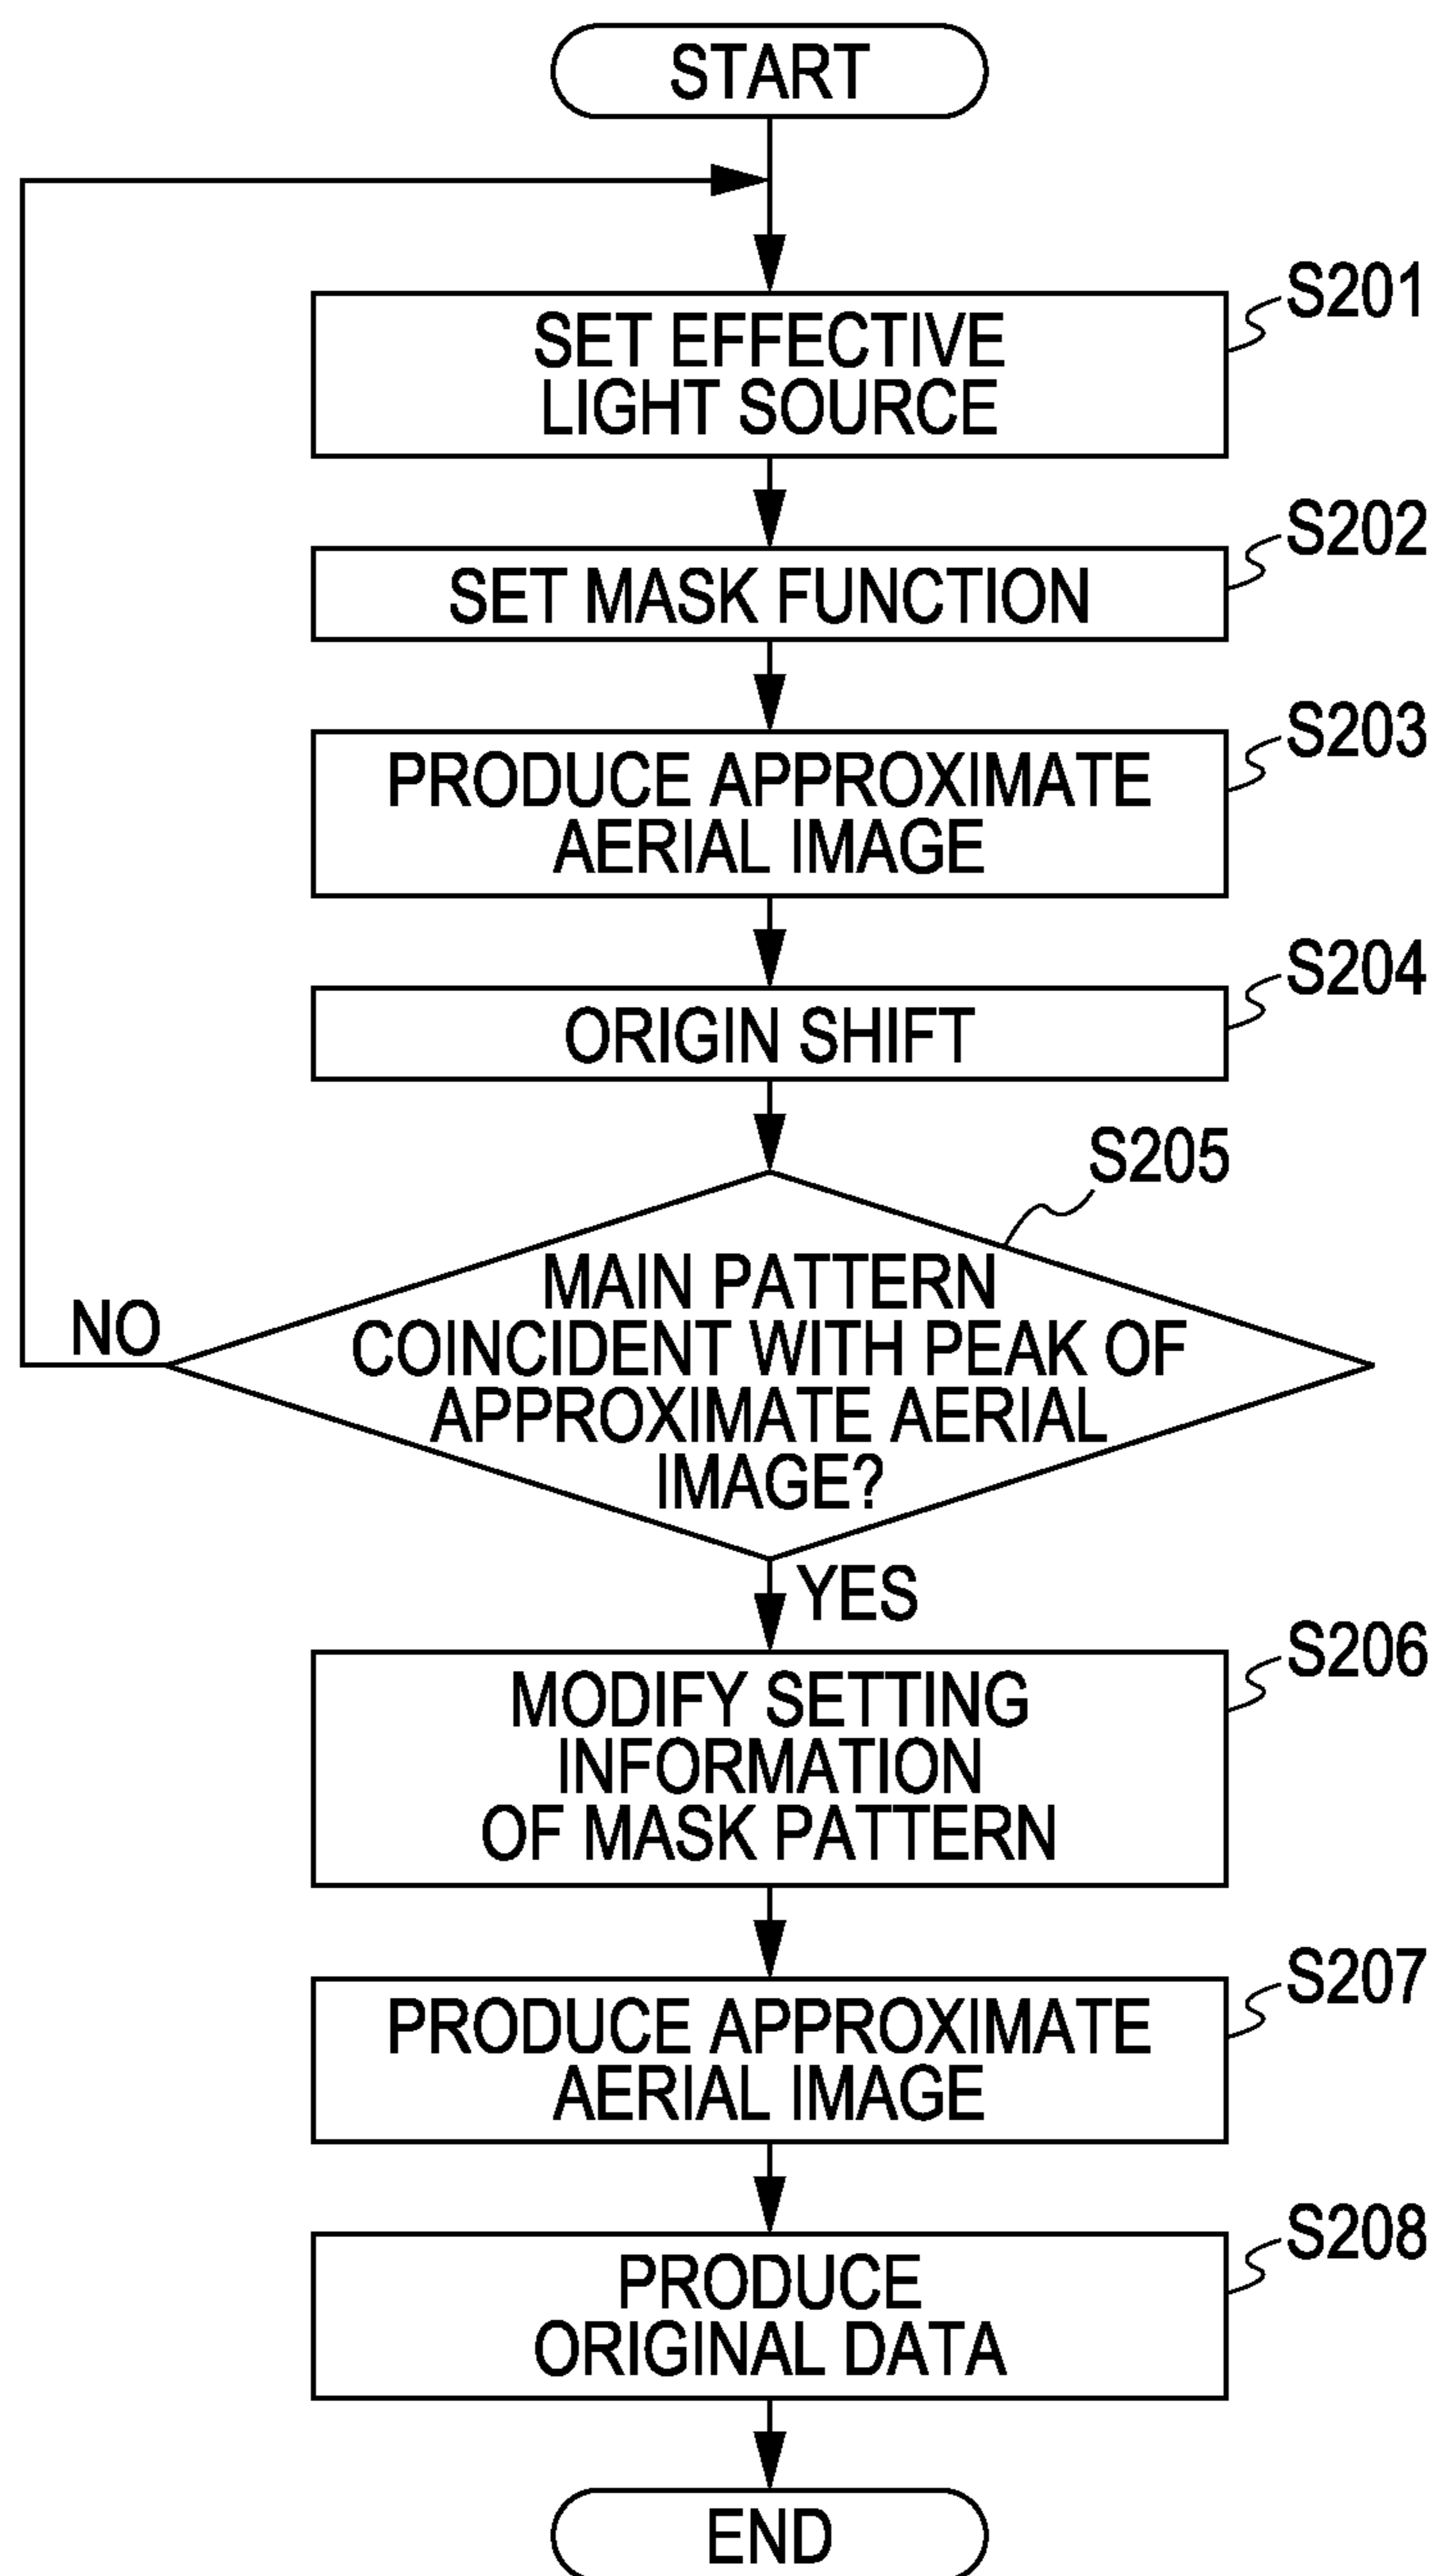 START
S201
SET EFFECTIVE
LIGHT SOURCE
S202
SET MASK FUNCTION
S203
PRODUCE APPROXIMATE
AERIAL IMAGE
S204
ORIGIN SHIFT
S205
MAIN PATTERN
COINCIDENT WITH PEAK OF
APPROXIMATE AERIAL
IMAGE?
NO
YES
S206
MODIFY SETTING
INFORMATION
OF MASK PATTERN
S207
PRODUCE APPROXIMATE
AERIAL IMAGE
S208
PRODUCE
ORIGINAL DATA
END